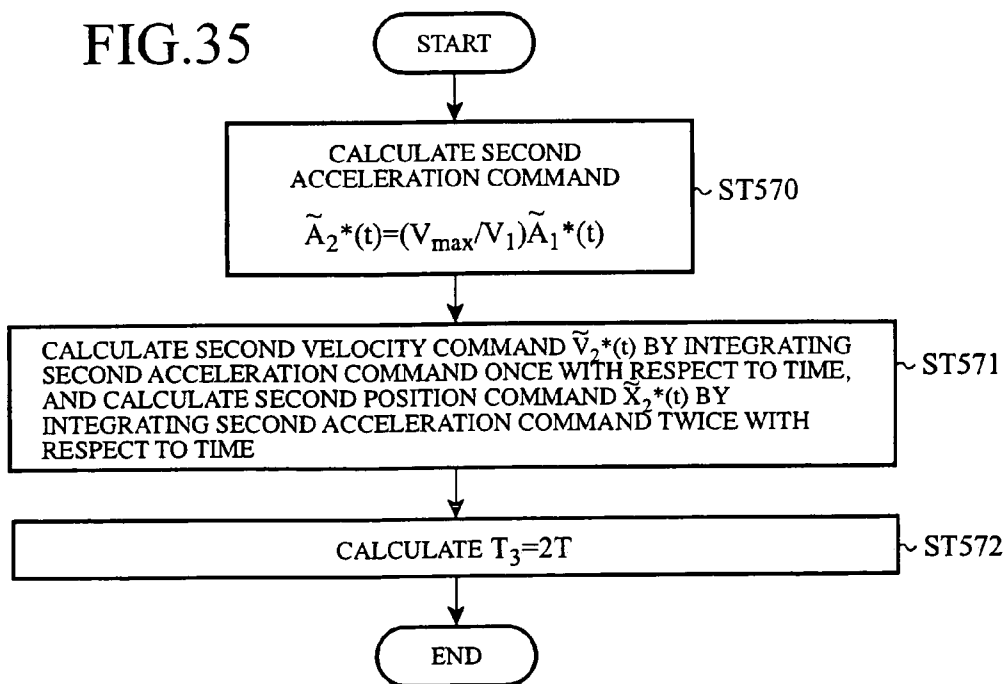 FIG.35
START
CALCULATE SECOND
ACCELERATION COMMAND
Ã₂*(t)=(Vmax/V₁)Ã₁*(t)
ST570
CALCULATE SECOND VELOCITY COMMAND Ṽ₂*(t) BY INTEGRATING
SECOND ACCELERATION COMMAND ONCE WITH RESPECT TO TIME,
AND CALCULATE SECOND POSITION COMMAND X̃₂*(t) BY
INTEGRATING SECOND ACCELERATION COMMAND TWICE WITH
RESPECT TO TIME
ST571
CALCULATE T₃=2T
ST572
END